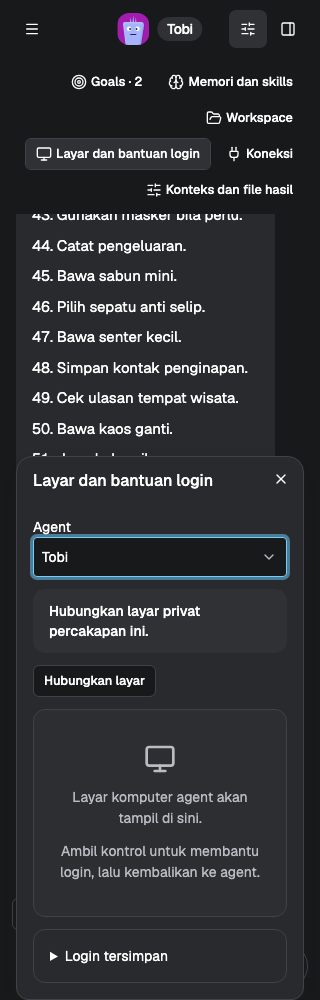 Tobi
Goals · 2
Memori dan skills
Workspace
Layar dan bantuan login
Koneksi
Konteks dan file hasil
43. Gunakan masker bila perlu.
44. Catat pengeluaran.
45. Bawa sabun mini.
46. Pilih sepatu anti selip.
47. Bawa senter kecil.
48. Simpan kontak penginapan.
49. Cek ulasan tempat wisata.
50. Bawa kaos ganti.
Layar dan bantuan login
Agent
Tobi
Hubungkan layar privat
percakapan ini.
Hubungkan layar
Layar komputer agent akan
tampil di sini.
Ambil kontrol untuk membantu
login, lalu kembalikan ke agent.
Login tersimpan